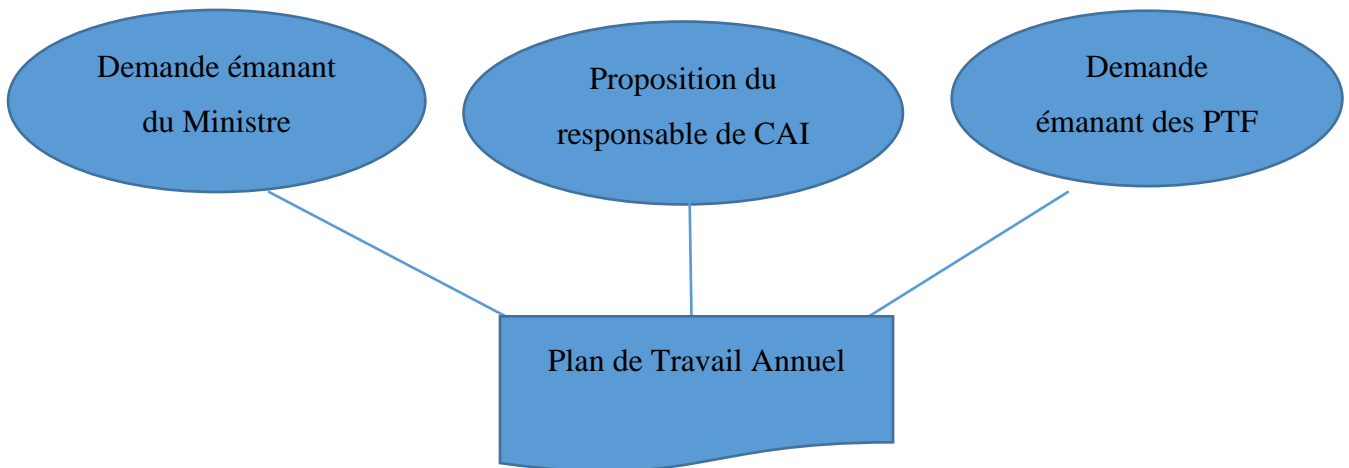 Demande émanant
du Ministre
Proposition du
responsable de CAI
Demande
émanant des PTF
Plan de Travail Annuel